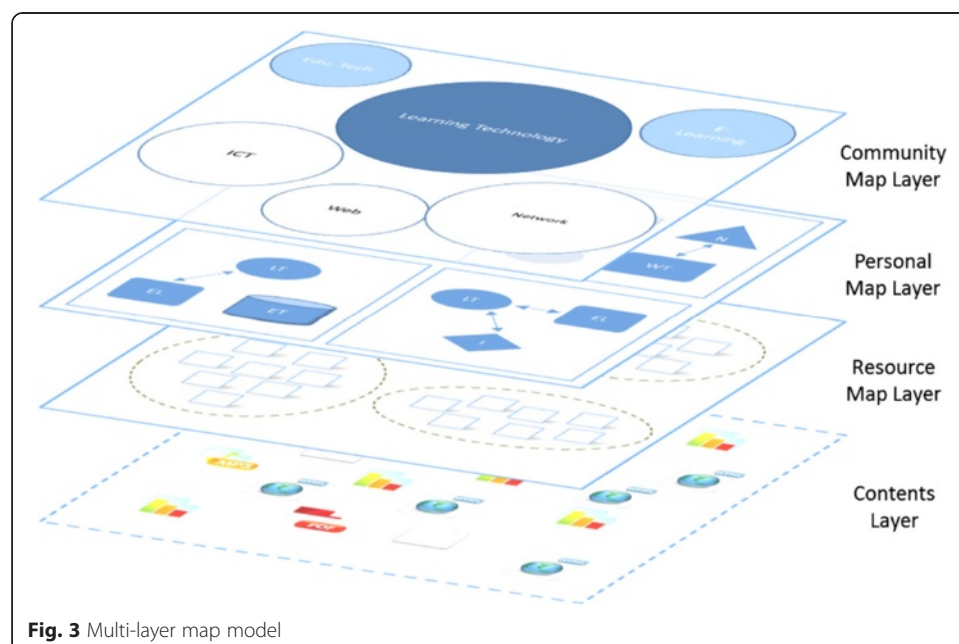 Edu. Tech.
Learning Technology
E.
Learning
ICT
Web
Network
Community
Map Layer
N
WT
LT
EL
ET
LT
EL
I
Personal
Map Layer
Resource
Map Layer
MPG
PDF
Contents
Layer
Fig. 3 Multi-layer map model